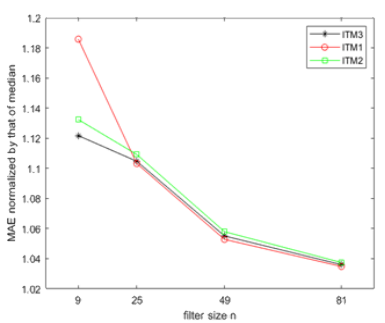 1.2
1.18
1.16
1.14
1.12
1.1
1.08
1.06
1.04
1.02
MAE normalized by that of median
ITM3
ITM1
ITM2
9 25 49 81
filter size n